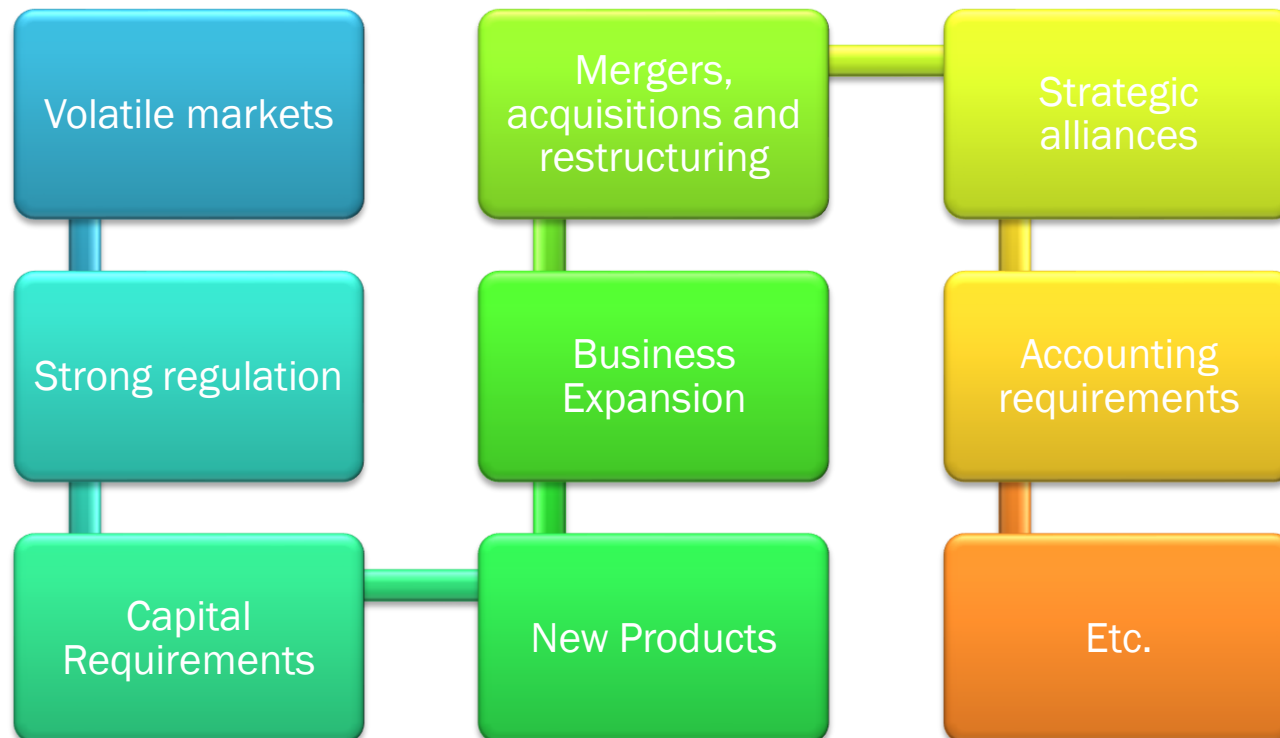 Volatile markets
Strong regulation
Capital
Requirements
New Products
Business
Expansion
Mergers,
acquisitions and
restructuring
Strategic
alliances
Accounting
requirements
Etc.